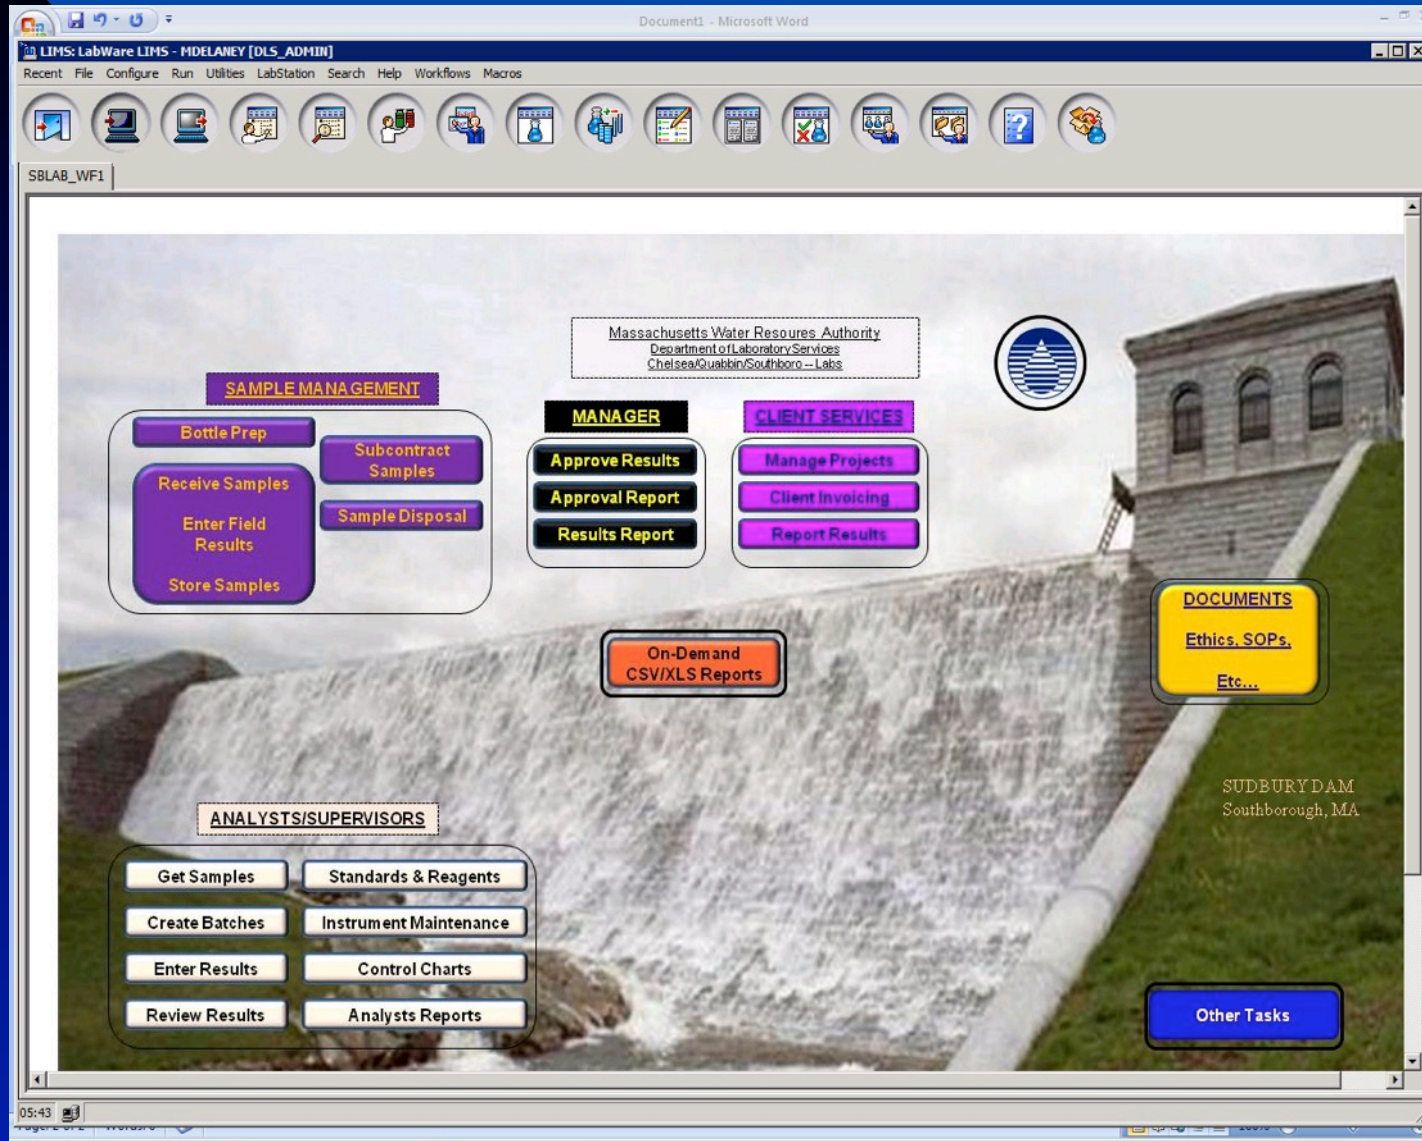 Document1 - Microsoft Word
LIMS: LabWare LIMS - MDELANEY [DLS_ADMIN]
Recent File Configure Run Utilities LabStation Search Help Workflows Macros
SBLAB_WF1
Massachusetts Water Resoures Authority
Department of Laboratory Services
Chelsea/Quabbin/Southboro -- Labs
SAMPLE MANAGEMENT
Bottle Prep
Receive Samples
Enter Field
Results
Store Samples
Subcontract
Samples
Sample Disposal
MANAGER
Approve Results
Approval Report
Results Report
CLIENT SERVICES
Manage Projects
Client Invoicing
Report Results
On-Demand
CSV/XLS Reports
DOCUMENTS
Ethics, SOPs,
Etc...
SUDBURY DAM
Southborough, MA
ANALYSTS/SUPERVISORS
Get Samples
Create Batches
Enter Results
Review Results
Standards & Reagents
Instrument Maintenance
Control Charts
Analysts Reports
Other Tasks
05:43